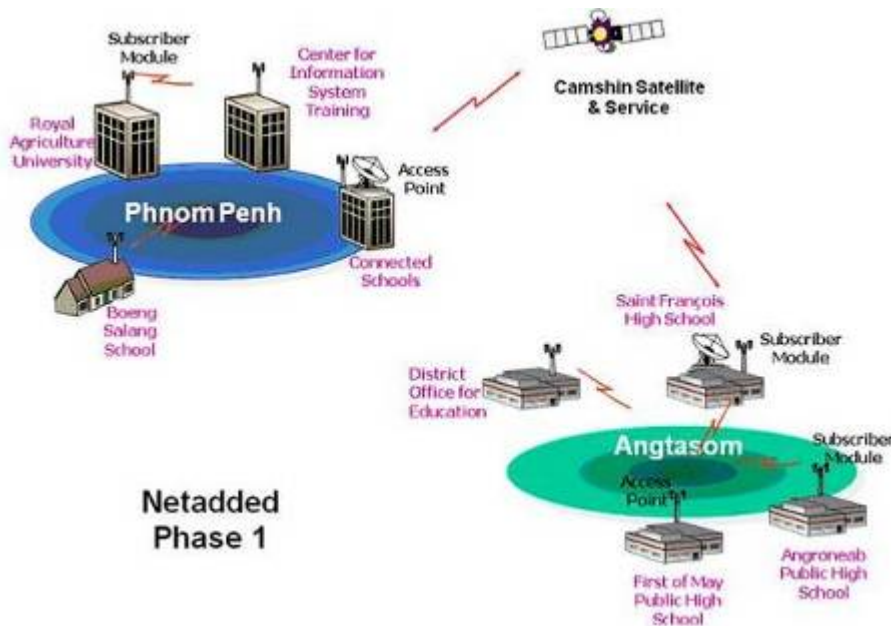 Subscriber
Module
Center for
Information
System
Training
Royal
Agriculture
University
Camshin Satellite
& Service
Access
Point
Phnom Penh
Connected
Schools
Boeng
Salang
School
Saint François
High School
Subscriber
Module
District
Office for
Education
Angtasom
Subscriber
Module
Access
Point
Netadded
Phase 1
First of May
Public High
School
Angroneab
Public High
School